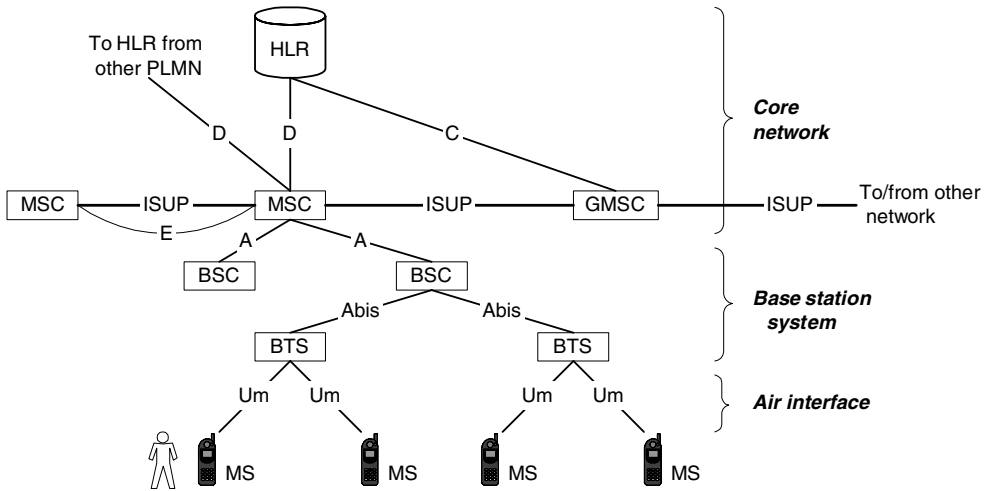 HLR
To HLR from
other PLMN
Core
network
D
D
C
MSC
ISUP
MSC
ISUP
GMSC
ISUP
To/from other
network
E
A
A
BSC
BSC
Base station
system
Abis
Abis
BTS
BTS
Um
Um
Um
Um
Air interface
MS
MS
MS
MS